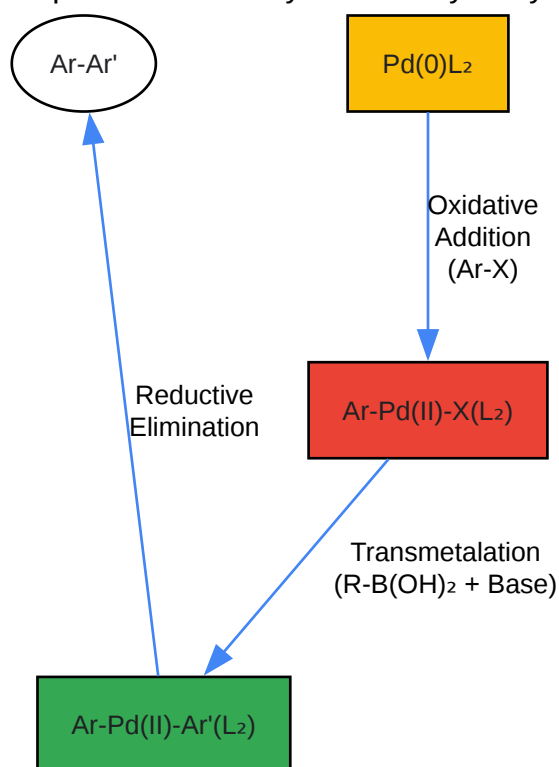 Ar-Ar'
Pd(0)L₂
Oxidative
Addition
(Ar-X)
Ar-Pd(II)-X(L₂)
Reductive
Elimination
Transmetalation
(R-B(OH)₂ + Base)
Ar-Pd(II)-Ar'(L₂)